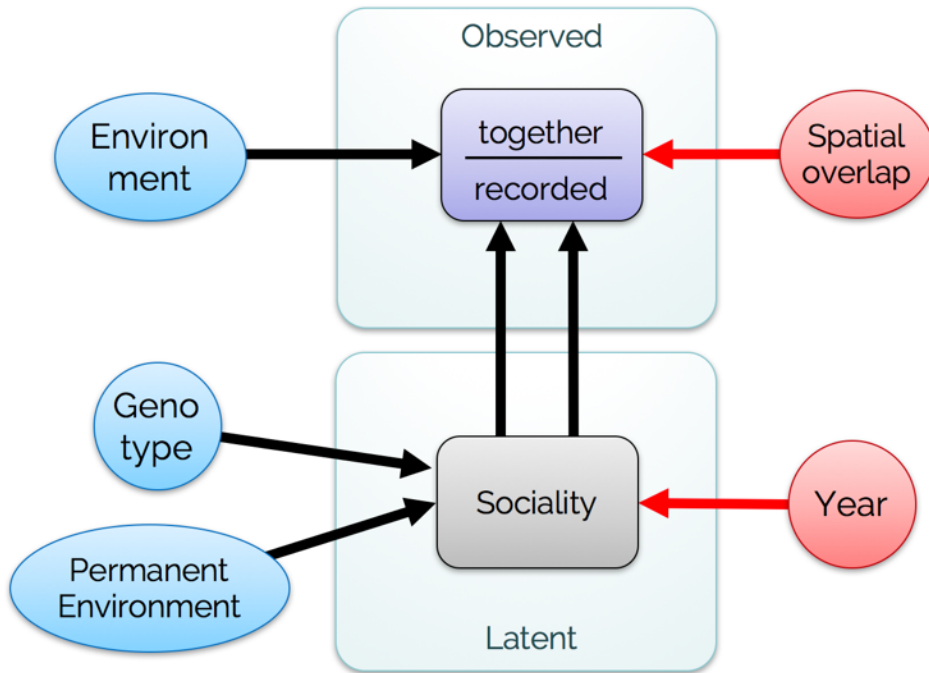 Observed
Environ
ment
together
recorded
Spatial
overlap
Geno
type
Sociality
Year
Permanent
Environment
Latent